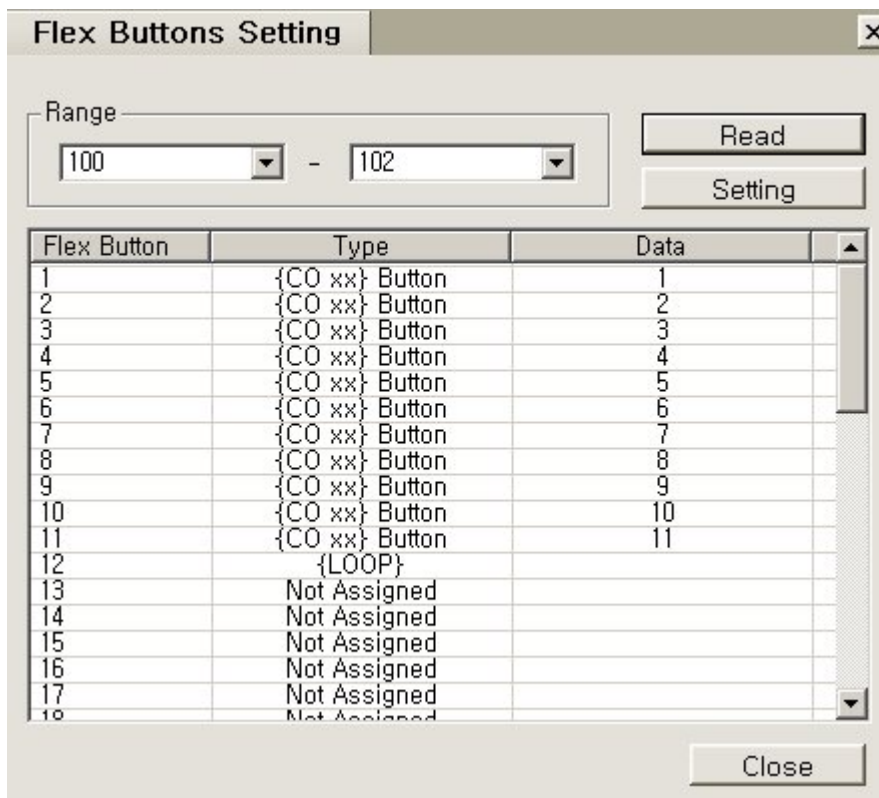 Flex Buttons Setting
Range
100 - 102
Read
Setting
Flex Button Type Data
1 {CO xx} Button 1
2 {CO xx} Button 2
3 {CO xx} Button 3
4 {CO xx} Button 4
5 {CO xx} Button 5
6 {CO xx} Button 6
7 {CO xx} Button 7
8 {CO xx} Button 8
9 {CO xx} Button 9
10 {CO xx} Button 10
11 {CO xx} Button 11
12 {LOOP}
13 Not Assigned
14 Not Assigned
15 Not Assigned
16 Not Assigned
17 Not Assigned
18 Not Assigned
Close